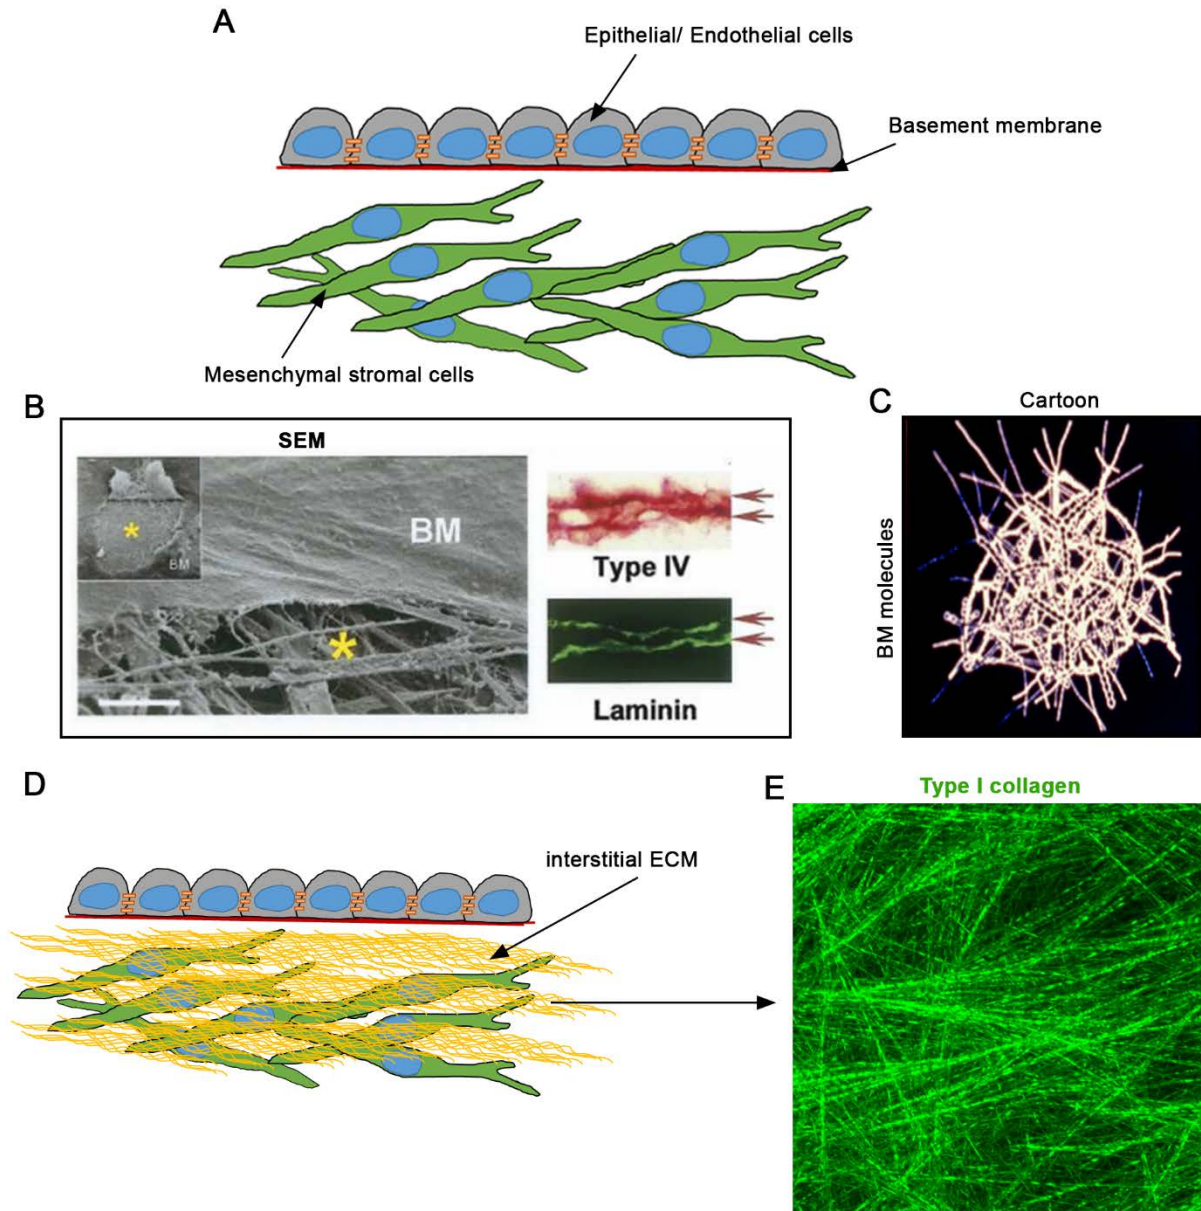 A
Epithelial/ Endothelial cells
Basement membrane
Mesenchymal stromal cells
B
SEM
BM
BM
Type IV
Laminin
C
Cartoon
BM molecules
D
interstitial ECM
E
Type I collagen